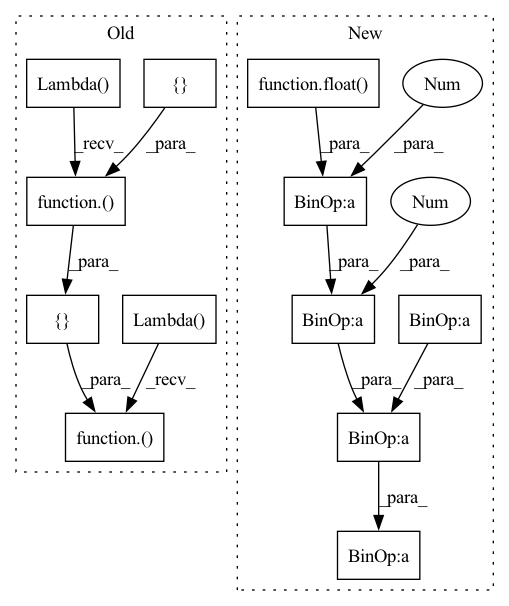 Old
New
Lambda()
{}
function.float()
Num
_recv_
_para_
_para_
_para_
function.()
BinOp:a
Num
_para_
_para_
_para_
{}
Lambda()
BinOp:a
BinOp:a
_para_
_recv_
_para_
_para_
function.()
BinOp:a
_para_
BinOp:a